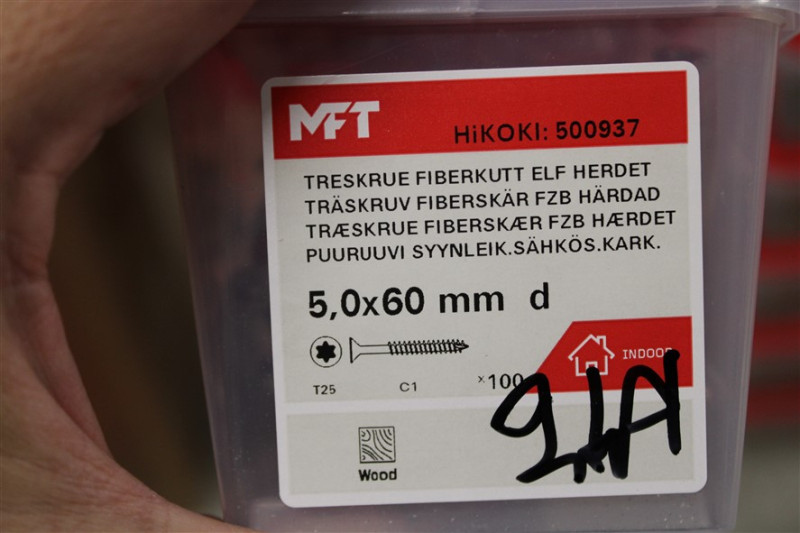 MFT
HiKOKI: 500937
TRESKRUE FIBERKUTT ELF HERDET
TRÄSKRUV FIBERSKÄR FZB HÄRDAD
TRÆSKRUE FIBERSKÆR FZB HÆRDET
PUURUUVI SYYNLEIK.SÄHKÖS.KARK.
5,0x60 mm d
INDOOR
T25 C1 x100
Wood